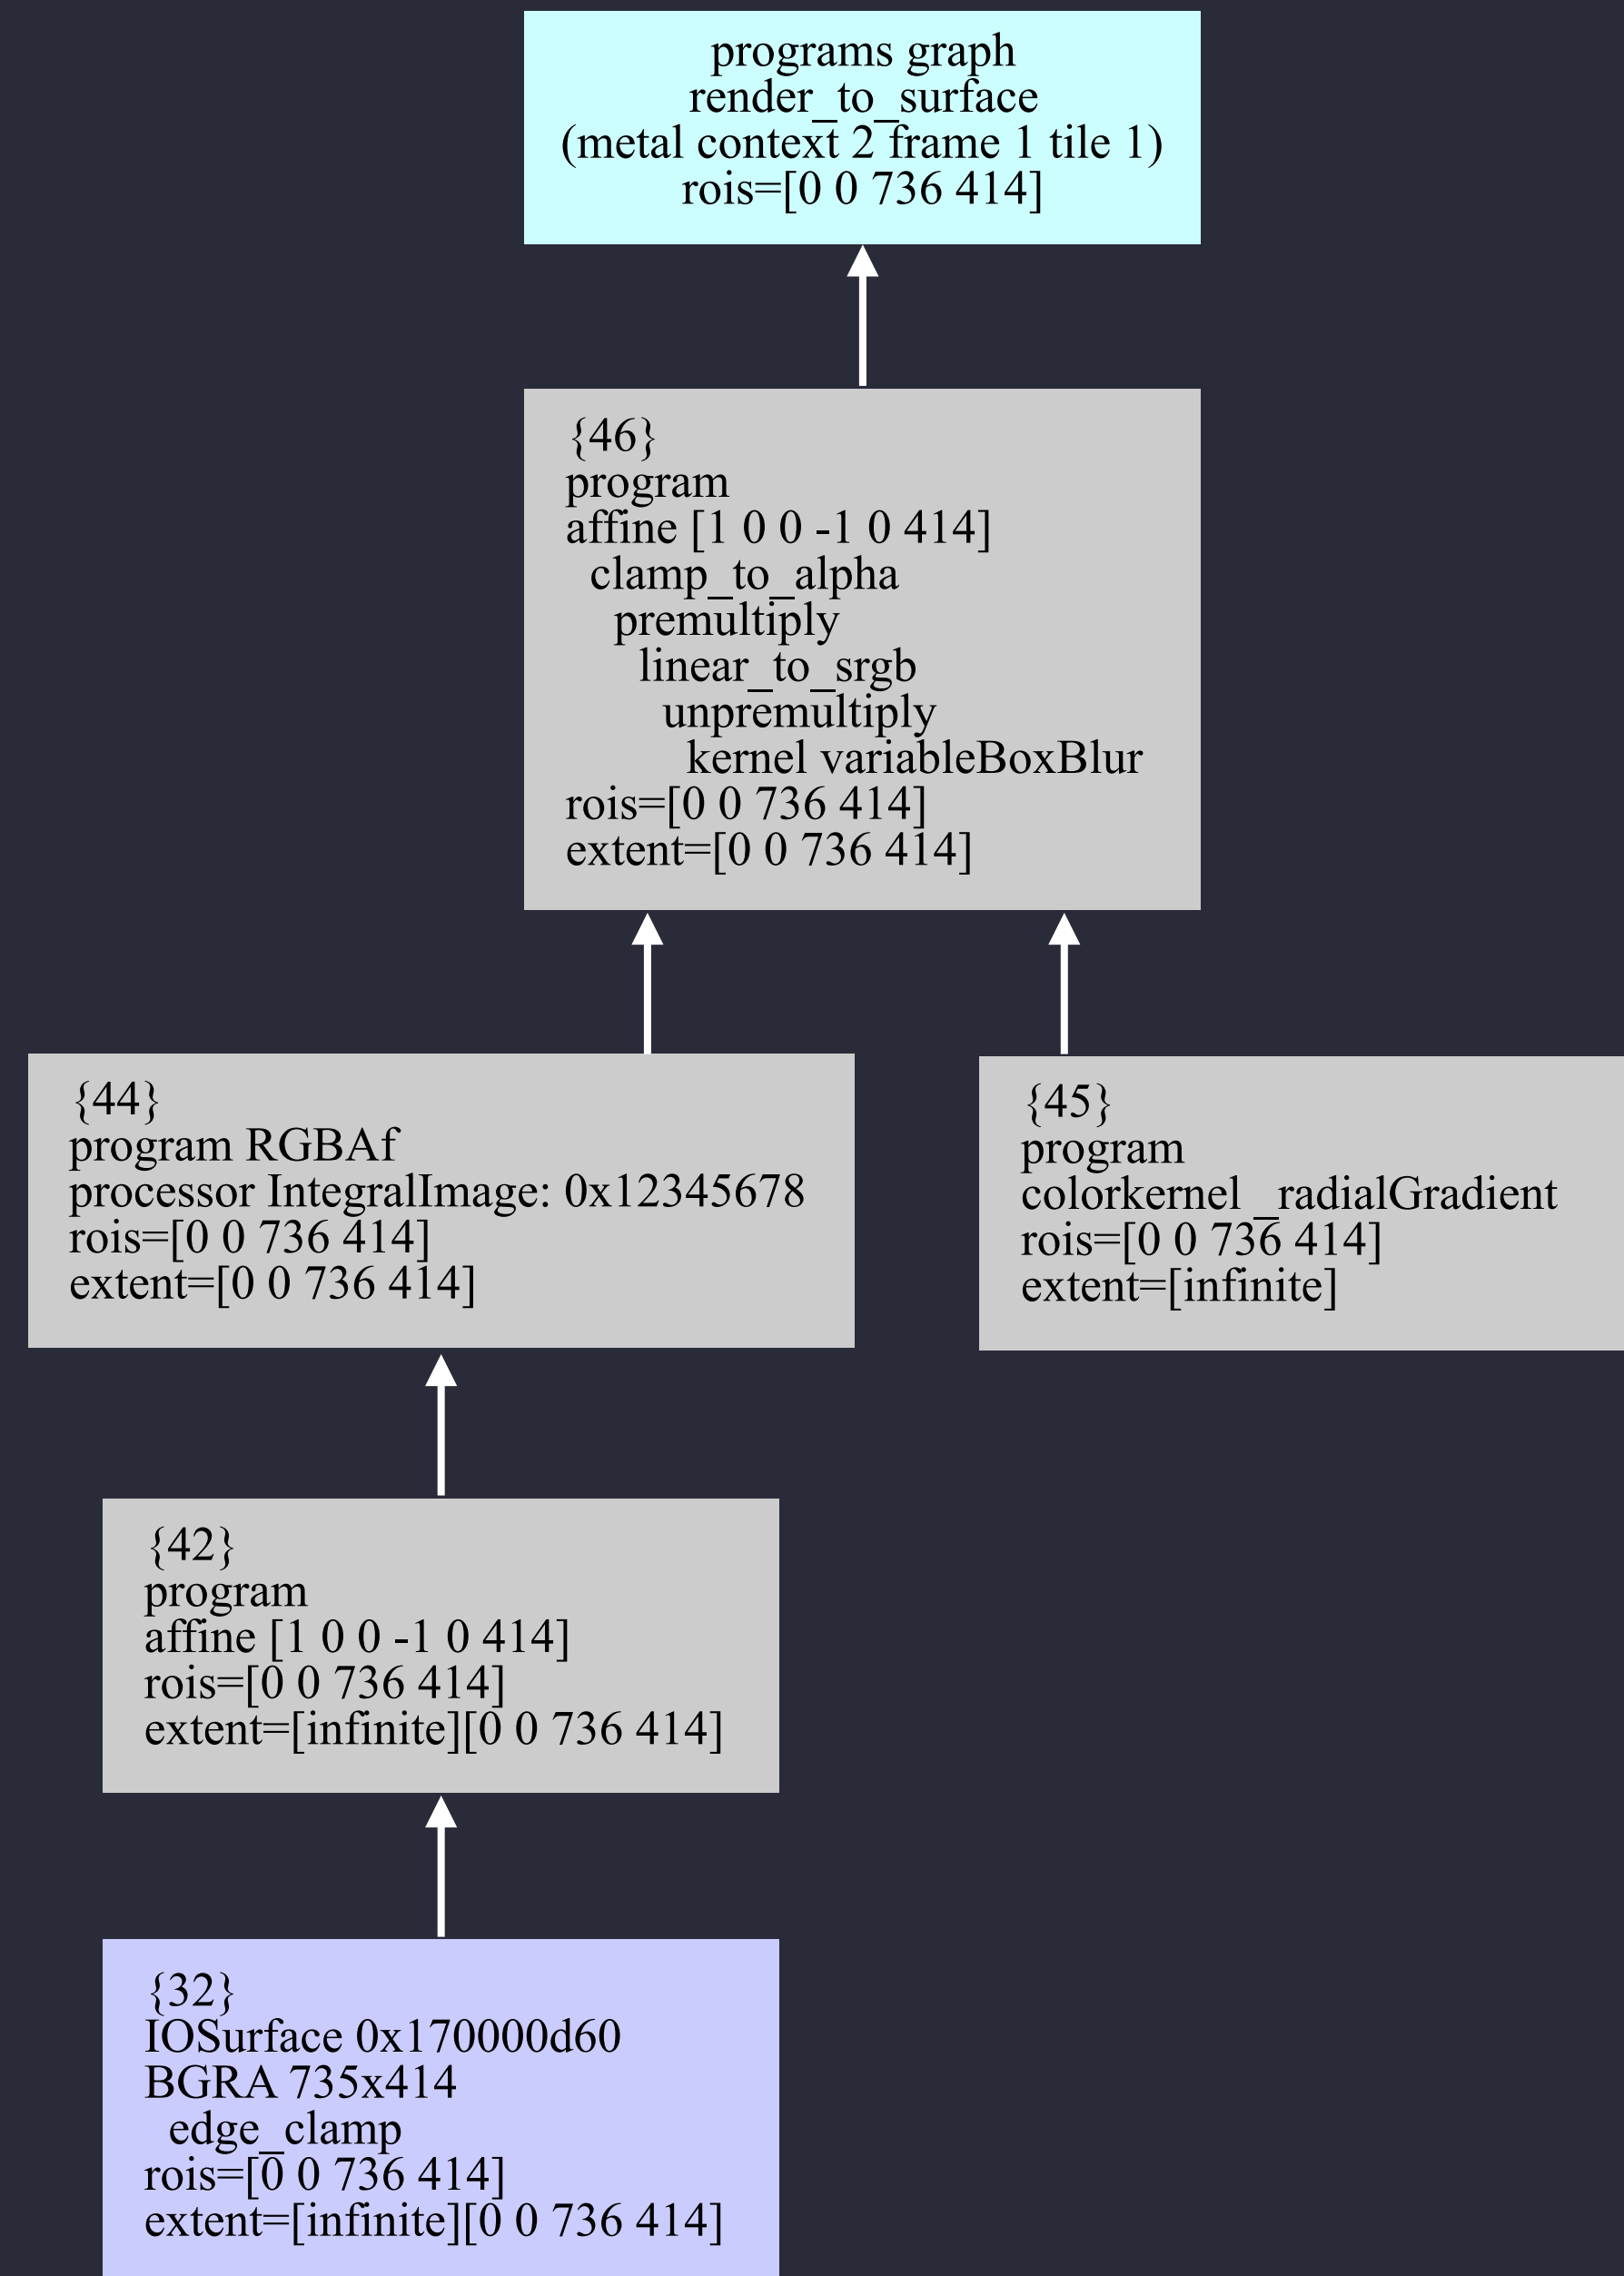 programs graph
render_to_surface
(metal context 2 frame 1 tile 1)
rois=[0 0 736 414]
{46}
program
affine [1 0 0 -1 0 414]
clamp_to_alpha
premultiply
linear_to_srgb
unpremultiply
kernel variableBoxBlur
rois=[0 0 736 414]
extent=[0 0 736 414]
{44}
program RGBAf
processor IntegralImage: 0x12345678
rois=[0 0 736 414]
extent=[0 0 736 414]
{45}
program
colorkernel _radialGradient
rois=[0 0 736 414]
extent=[infinite]
{42}
program
affine [1 0 0 -1 0 414]
rois=[0 0 736 414]
extent=[infinite][0 0 736 414]
{32}
IOSurface 0x170000d60
BGRA 735x414
edge_clamp
rois=[0 0 736 414]
extent=[infinite][0 0 736 414]